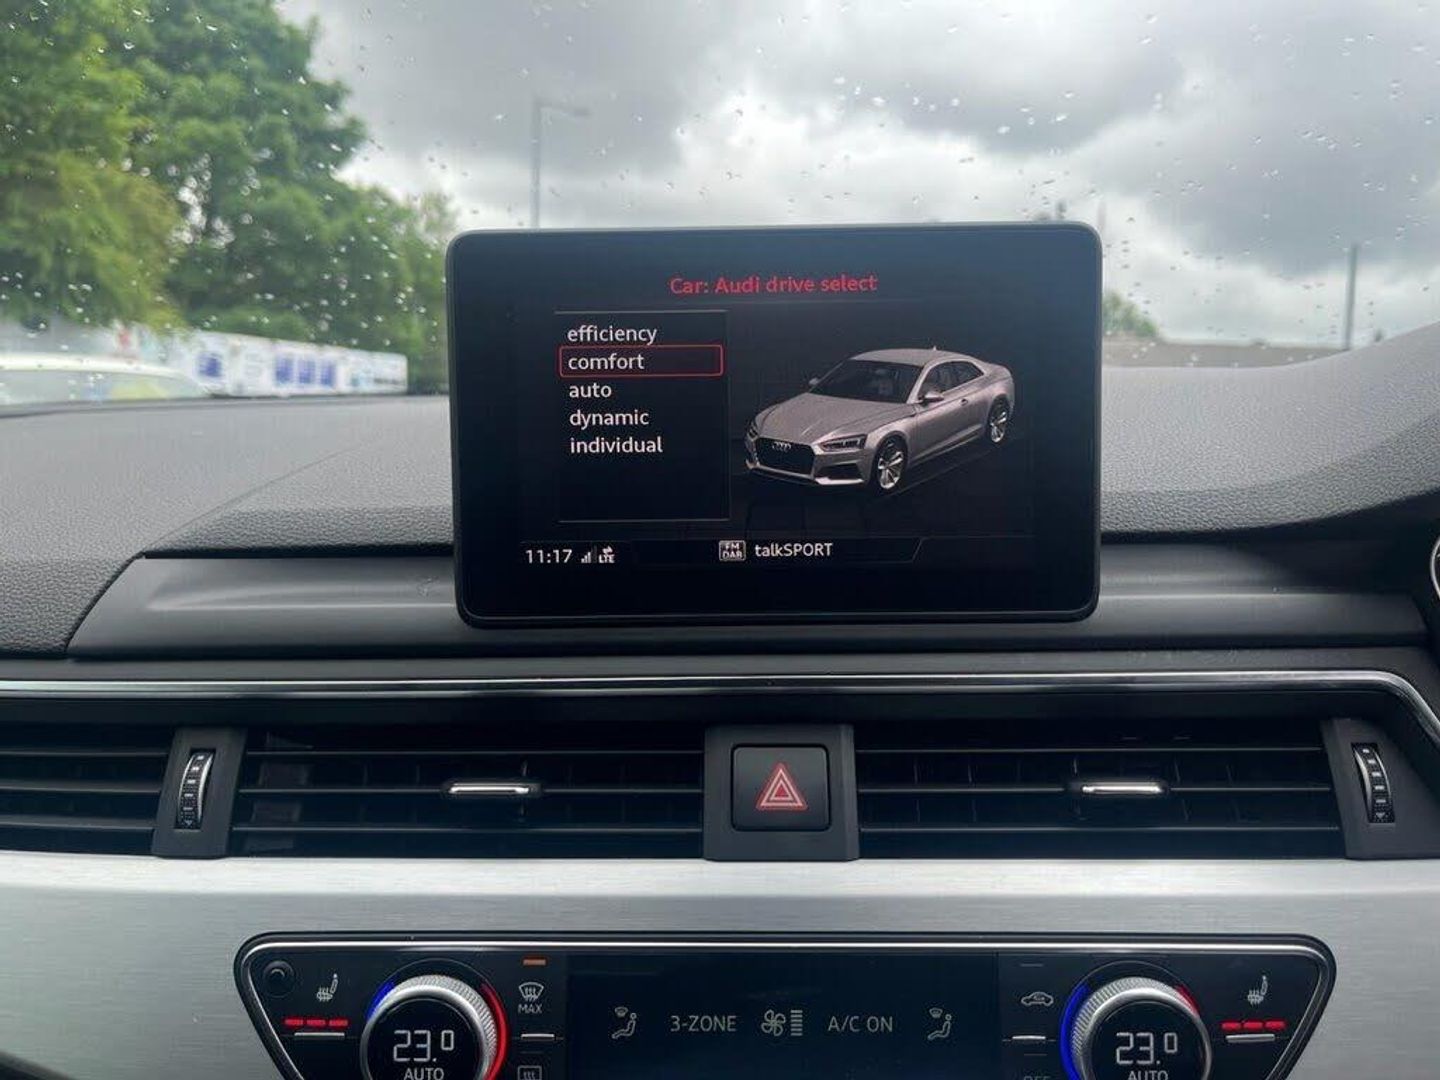 Car: Audi drive select
efficiency
comfort
auto
dynamic
individual
11:17 LTE
FM
DAB
talkSPORT
MAX
3-ZONE
A/C ON
23.0
AUTO
23.0
AUTO